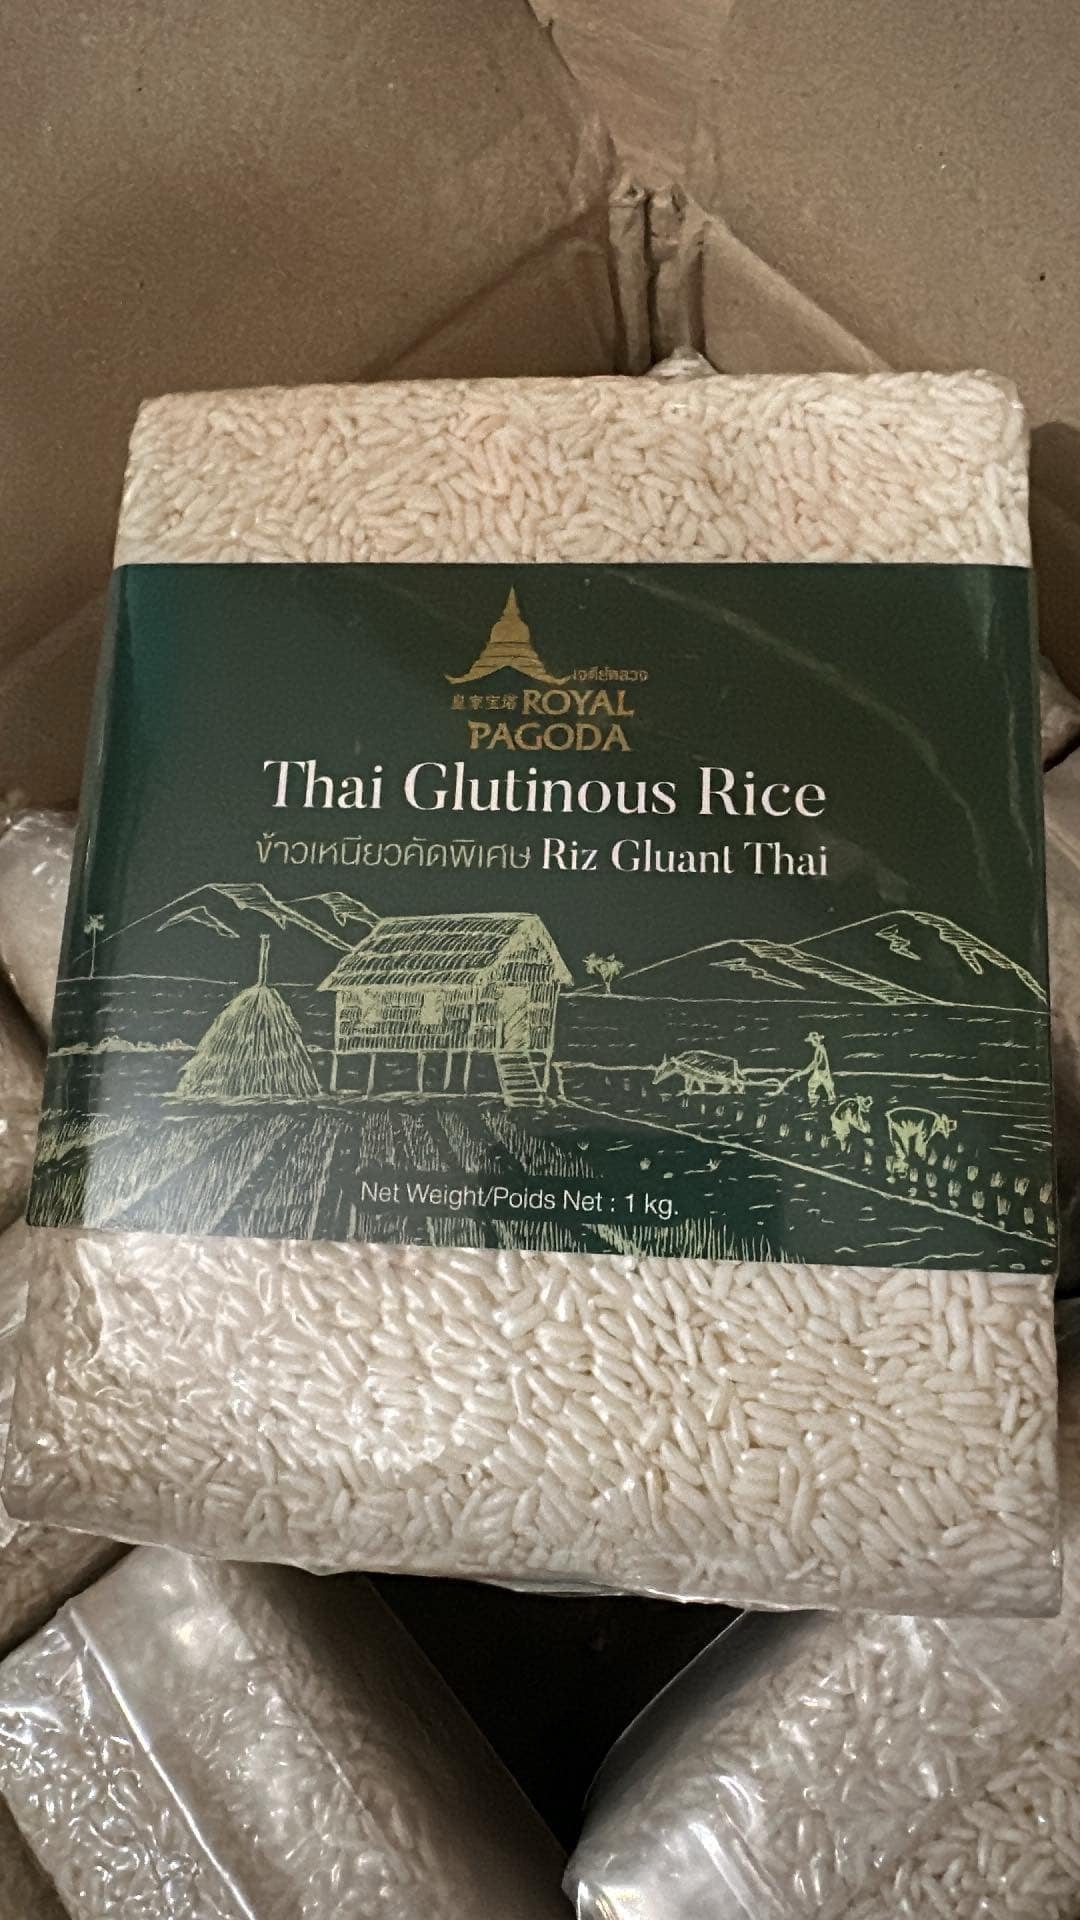 เจดีย์หลวง
皇家宝塔 ROYAL
PAGODA
Thai Glutinous Rice
ข้าวเหนียวคัดพิเศษ Riz Gluant Thai
Net Weight/Poids Net : 1 kg.